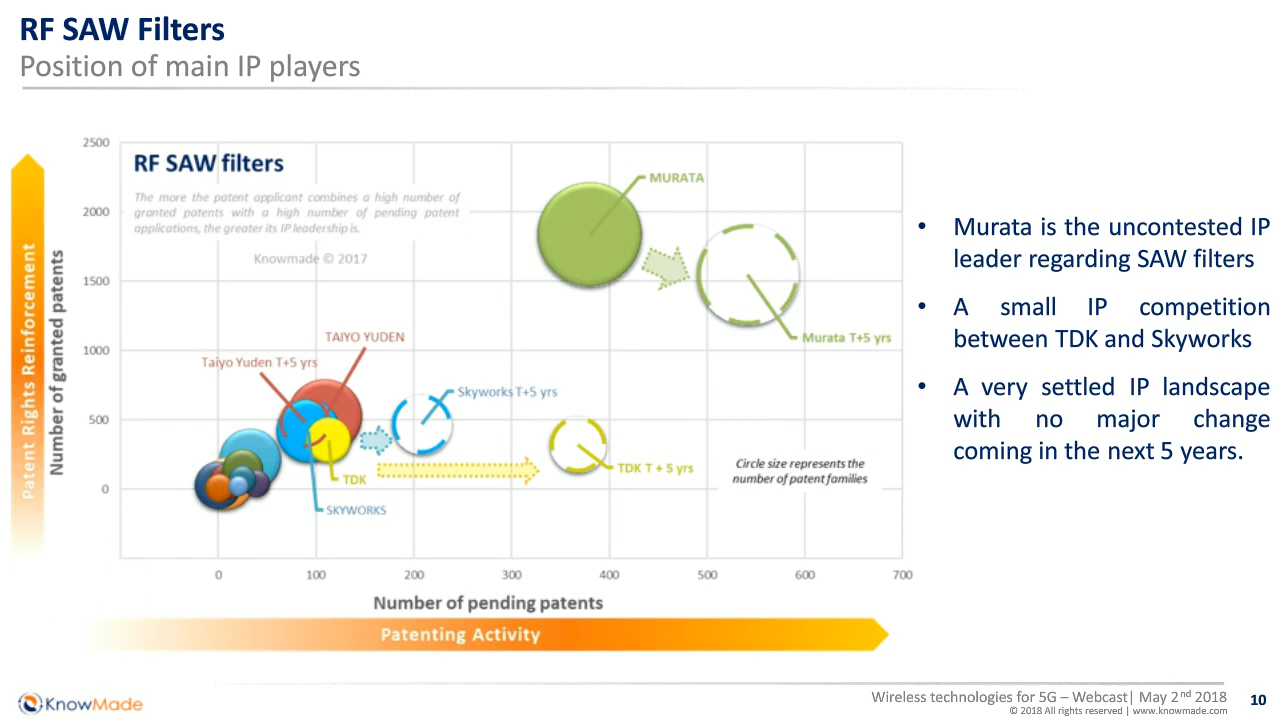 RF SAW Filters
Position of main IP players
RF SAW filters
The more the patent applicant combines a high number of
granted patents with a high number of pending patent
applications, the greater its IP leadership is.
Knowmade © 2017
Patent Rights Reinforcement
Number of granted patents
2500
2000
1500
1000
500
0
MURATA
Murata T+5 yrs
TAIYO YUDEN
Taiyo Yuden T+5 yrs
Skyworks T+5 yrs
TDK T + 5 yrs
TDK
SKYWORKS
Circle size represents the
number of patent families
0
100
200
300
400
500
600
700
Number of pending patents
Patenting Activity
• Murata is the uncontested IP
leader regarding SAW filters
• A small IP competition
between TDK and Skyworks
• A very settled IP landscape
with no major change
coming in the next 5 years.
KnowMade
Wireless technologies for 5G – Webcast| May 2nd 2018
© 2018 All rights reserved | www.knowmade.com
10